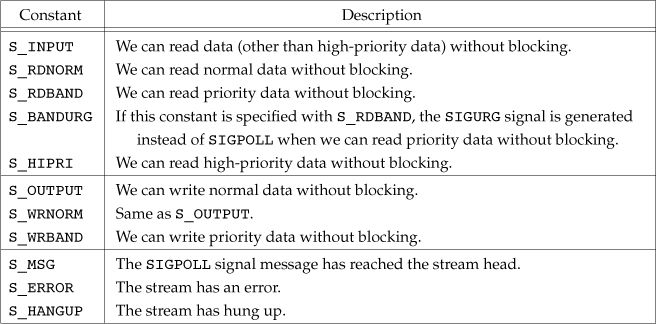 Constant Description
S_INPUT We can read data (other than high-priority data) without blocking.
S_RDNORM We can read normal data without blocking.
S_RDBAND We can read priority data without blocking.
S_BANDURG If this constant is specified with S_RDBAND, the SIGURG signal is generated
instead of SIGPOLL when we can read priority data without blocking.
S_HIPRI We can read high-priority data without blocking.
S_OUTPUT We can write normal data without blocking.
S_WRNORM Same as S_OUTPUT.
S_WRBAND We can write priority data without blocking.
S_MSG The SIGPOLL signal message has reached the stream head.
S_ERROR The stream has an error.
S_HANGUP The stream has hung up.